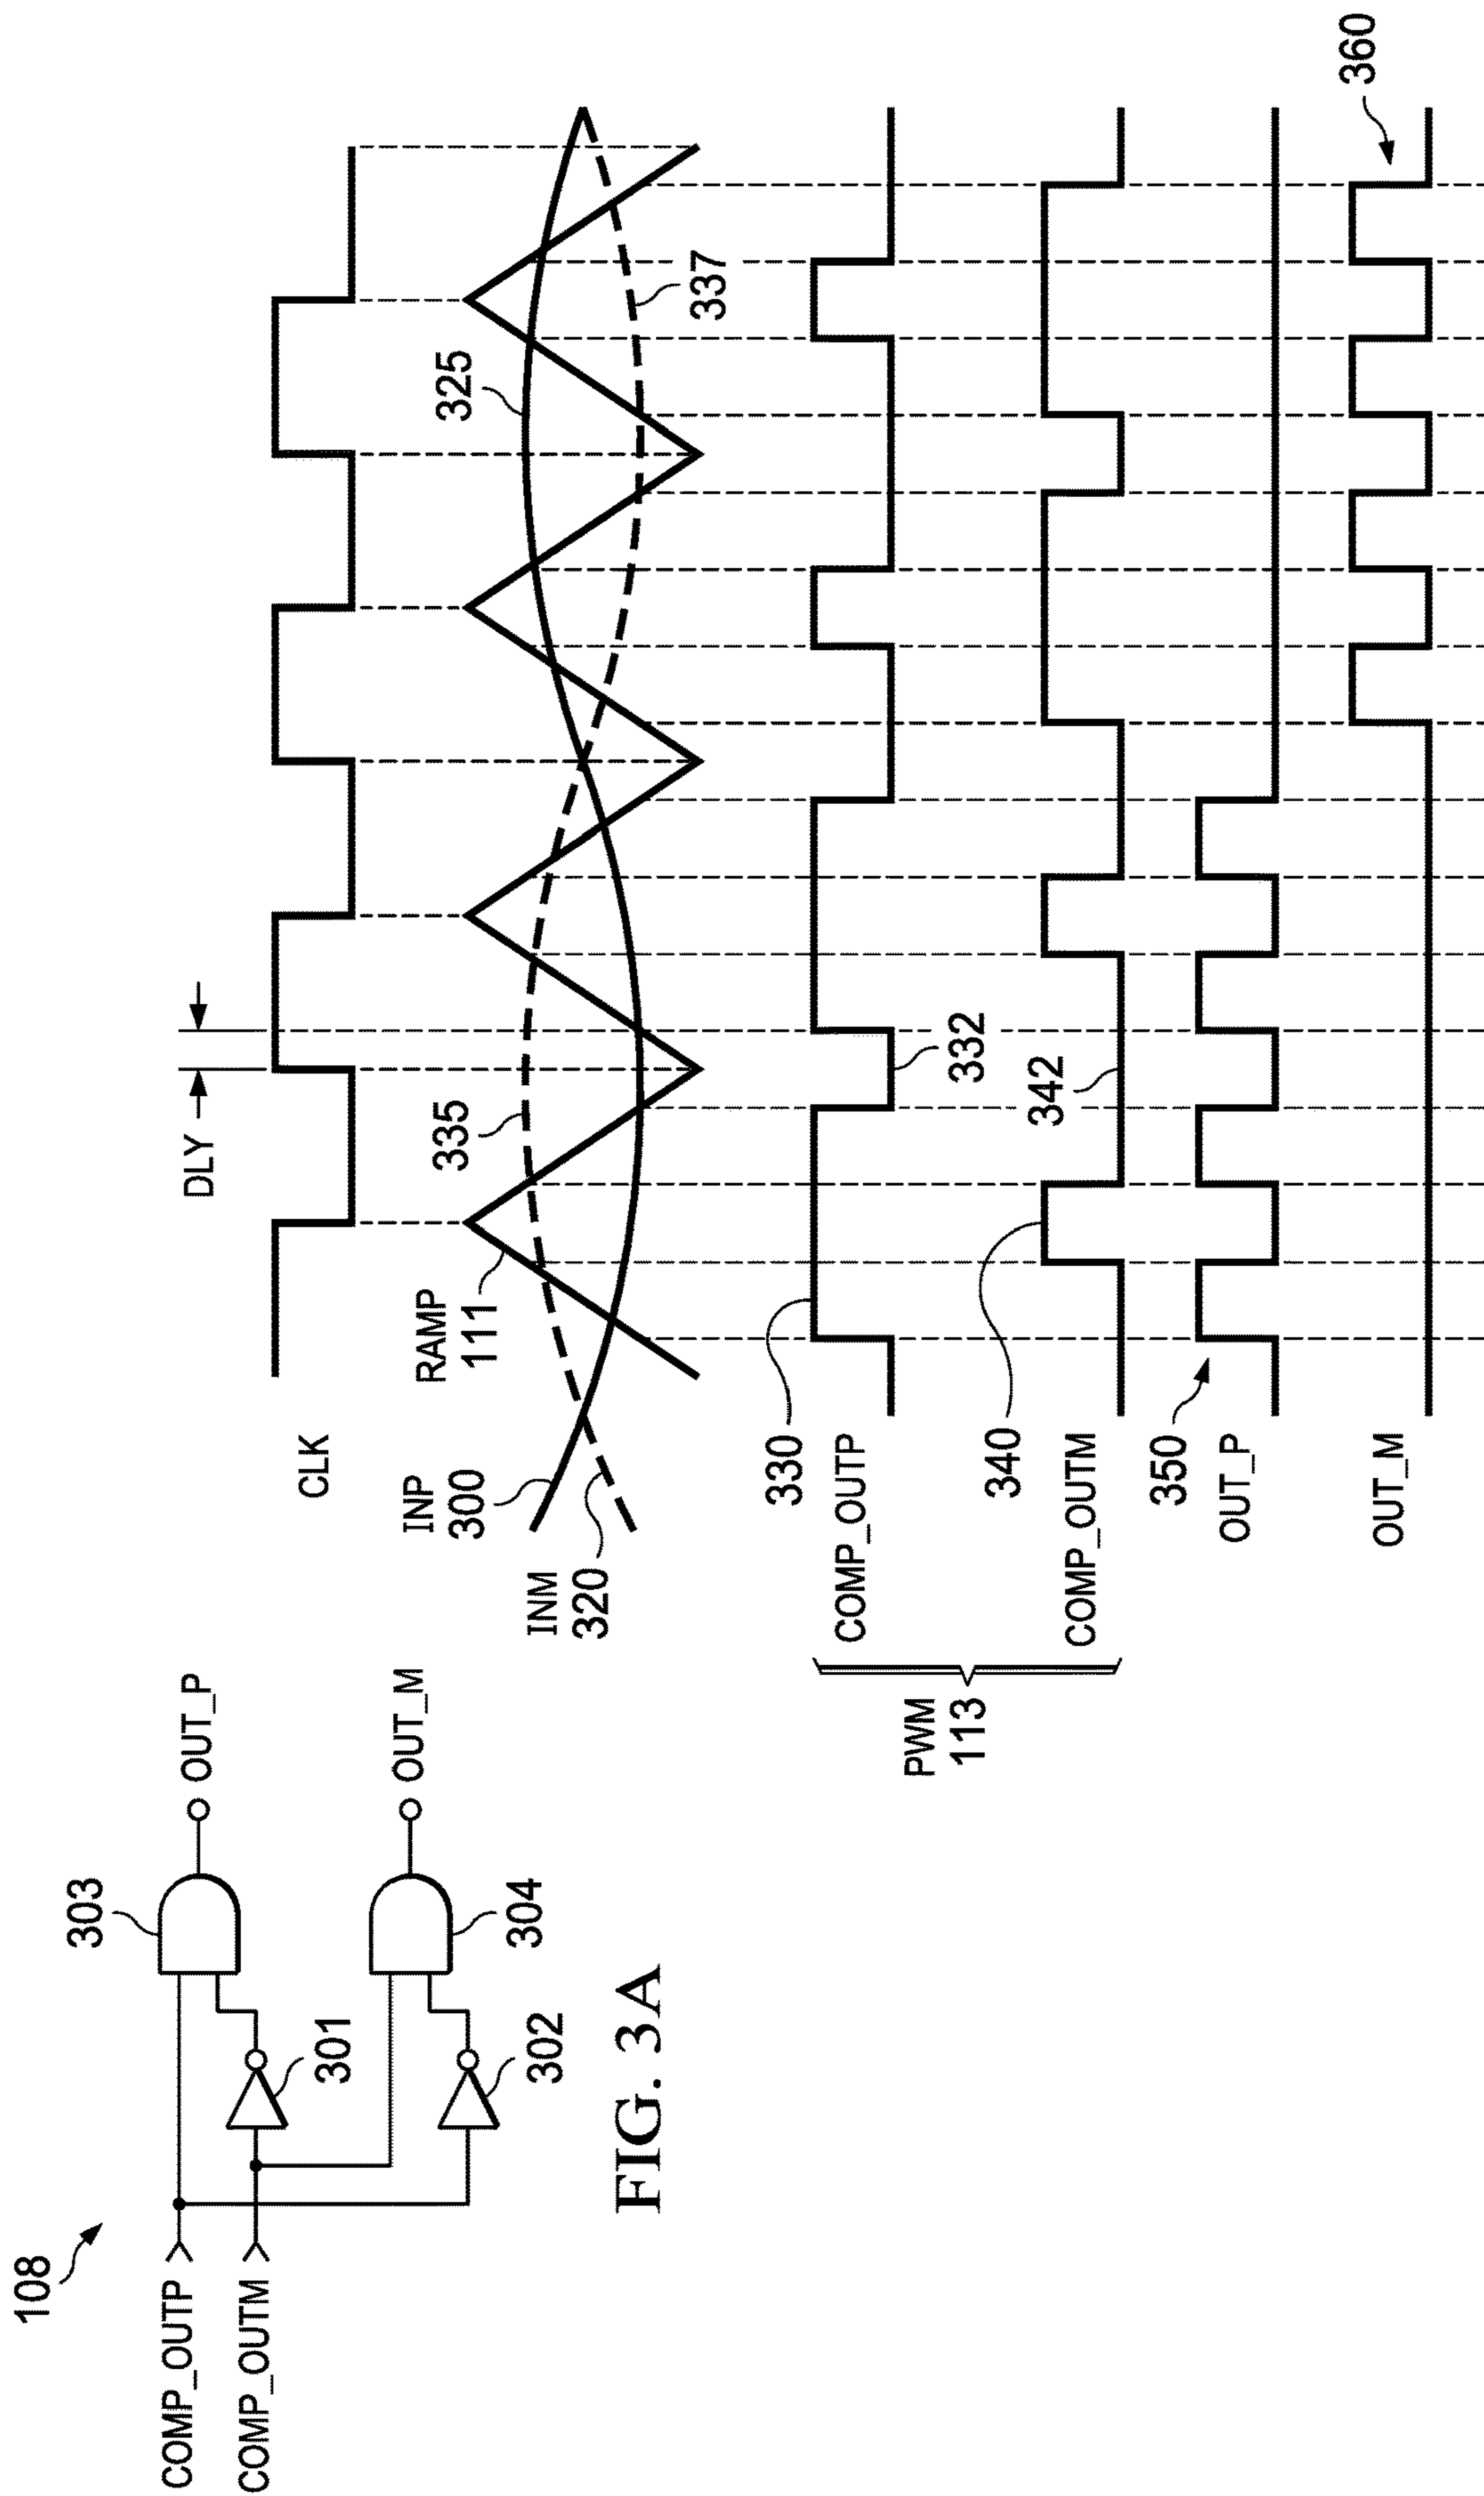 108
COMP_OUTP
COMP_OUTM
301
302
303
304
OUT_P
OUT_M
FIG. 3A
DLY
CLK
RAMP
111
335
325
337
INP
300
INM
320
PWM
113
330
COMP_OUTP
332
340
COMP_OUTM
342
350
OUT_P
OUT_M
360